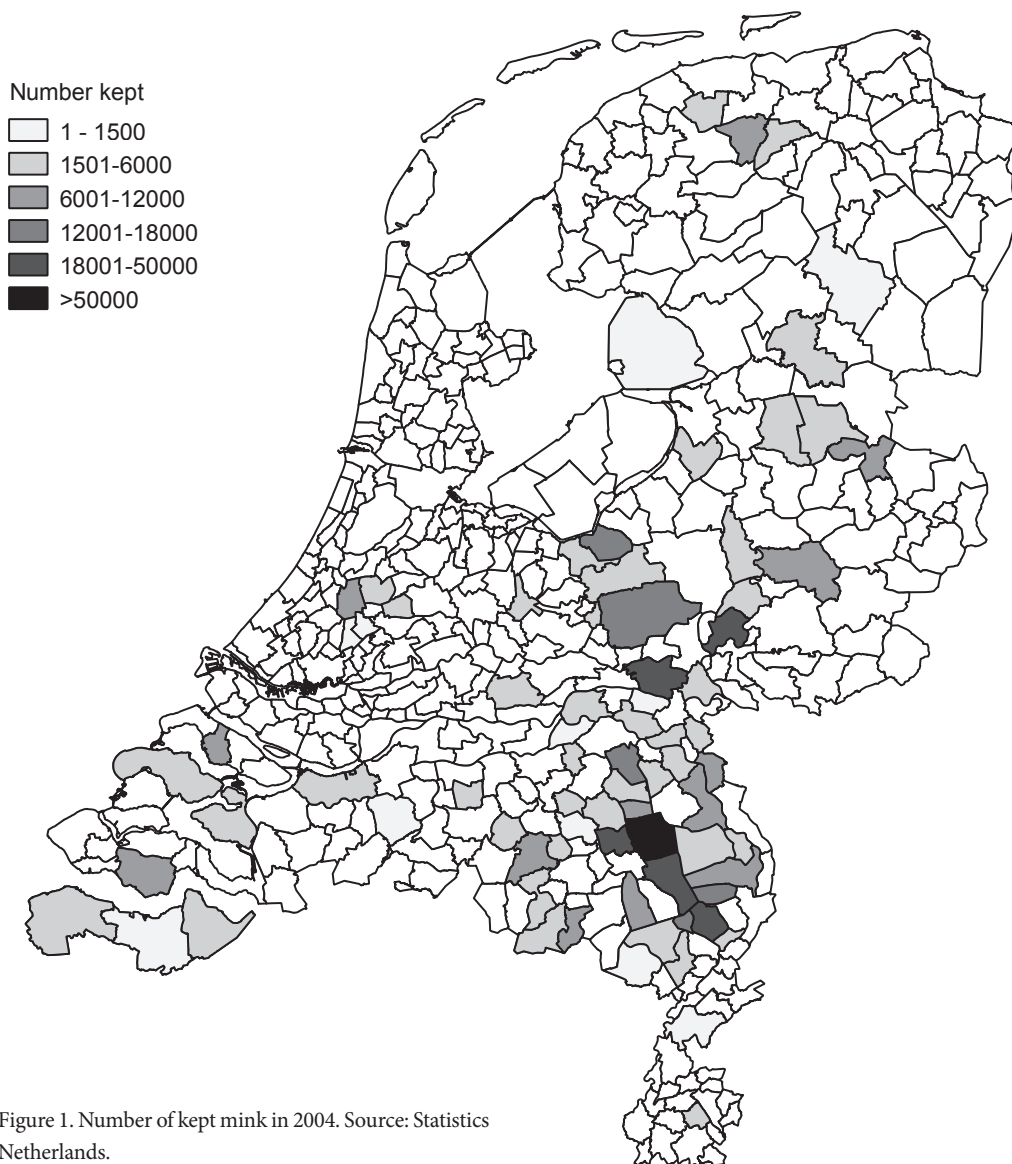 Number kept
1 - 1500
1501-6000
6001-12000
12001-18000
18001-50000
>50000
Figure 1. Number of kept mink in 2004. Source: Statistics
Netherlands.